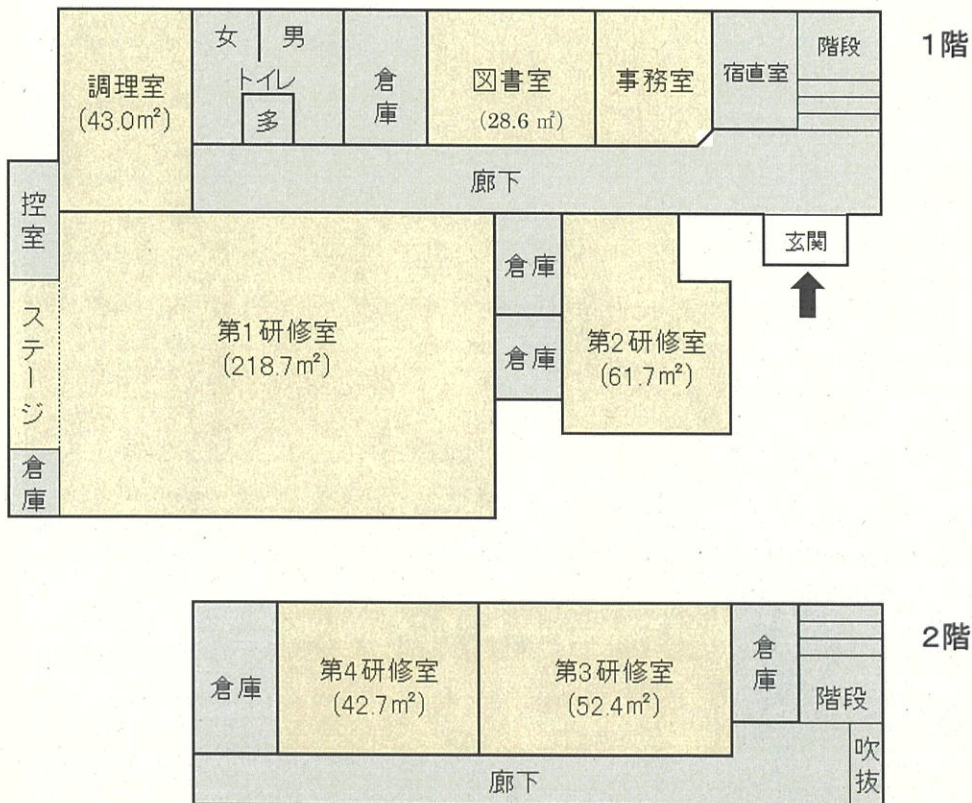 1階
調理室
(43.0㎡)
女 男
トイレ
多
倉庫
図書室
(28.6 ㎡)
事務室
宿直室
階段
廊下
控室
ステージ
倉庫
第1研修室
(218.7㎡)
倉庫
倉庫
第2研修室
(61.7㎡)
玄関
2階
倉庫
第4研修室
(42.7㎡)
第3研修室
(52.4㎡)
倉庫
階段
廊下
吹抜